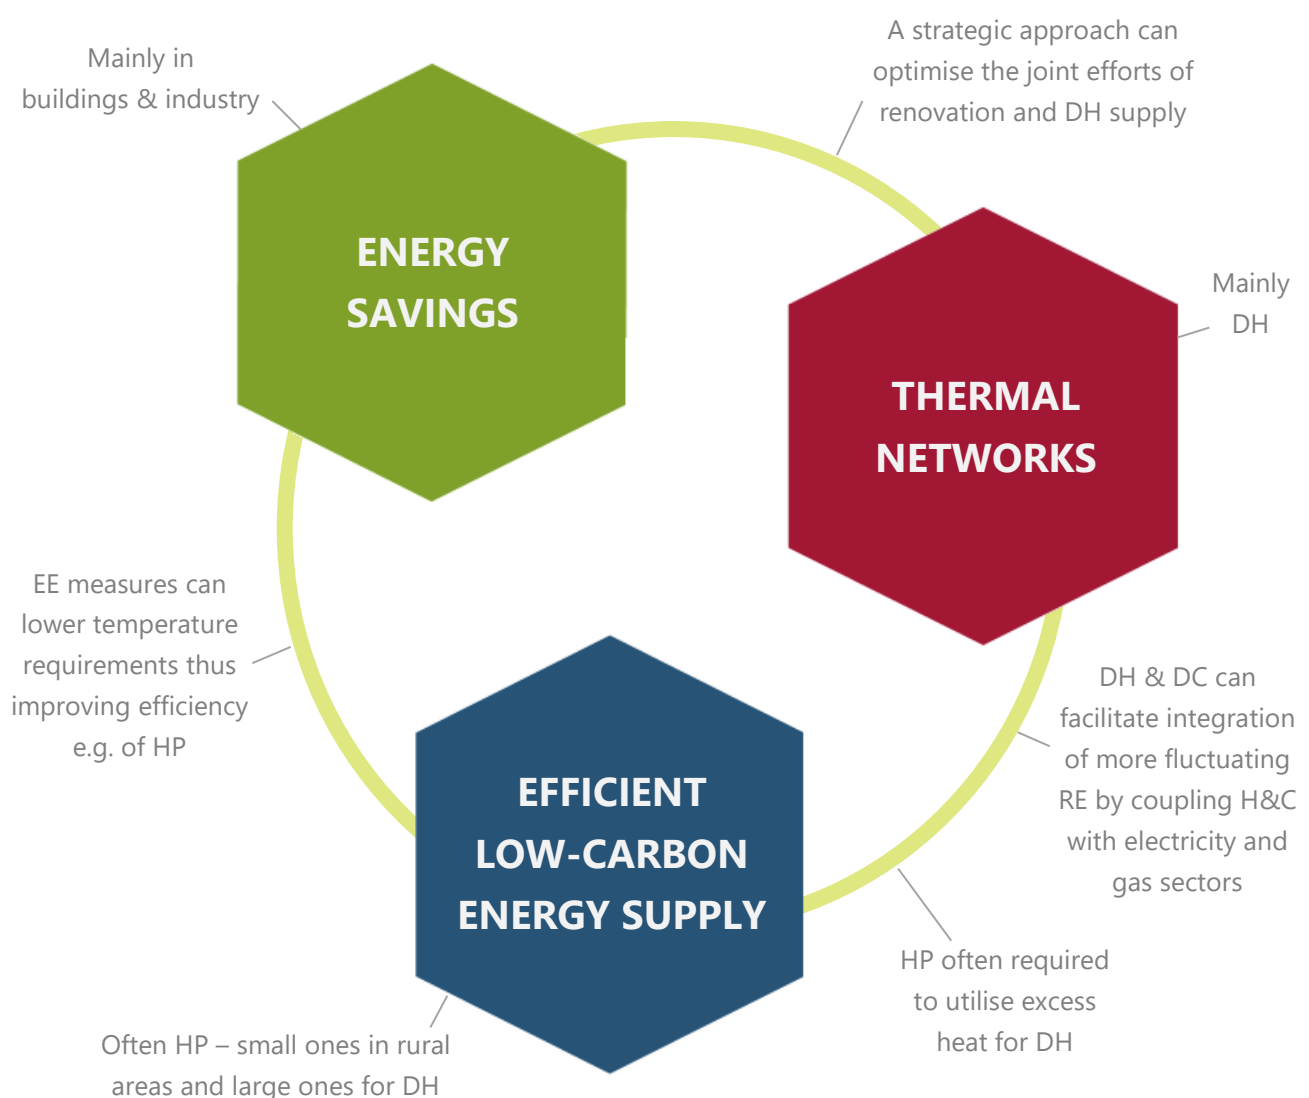 Mainly in
buildings & industry
A strategic approach can
optimise the joint efforts of
renovation and DH supply
ENERGY
SAVINGS
Mainly
DH
THERMAL
NETWORKS
EE measures can
lower temperature
requirements thus
improving efficiency
e.g. of HP
DH & DC can
facilitate integration
of more fluctuating
RE by coupling H&C
with electricity and
gas sectors
EFFICIENT
LOW-CARBON
ENERGY SUPPLY
HP often required
to utilise excess
heat for DH
Often HP – small ones in rural
areas and large ones for DH